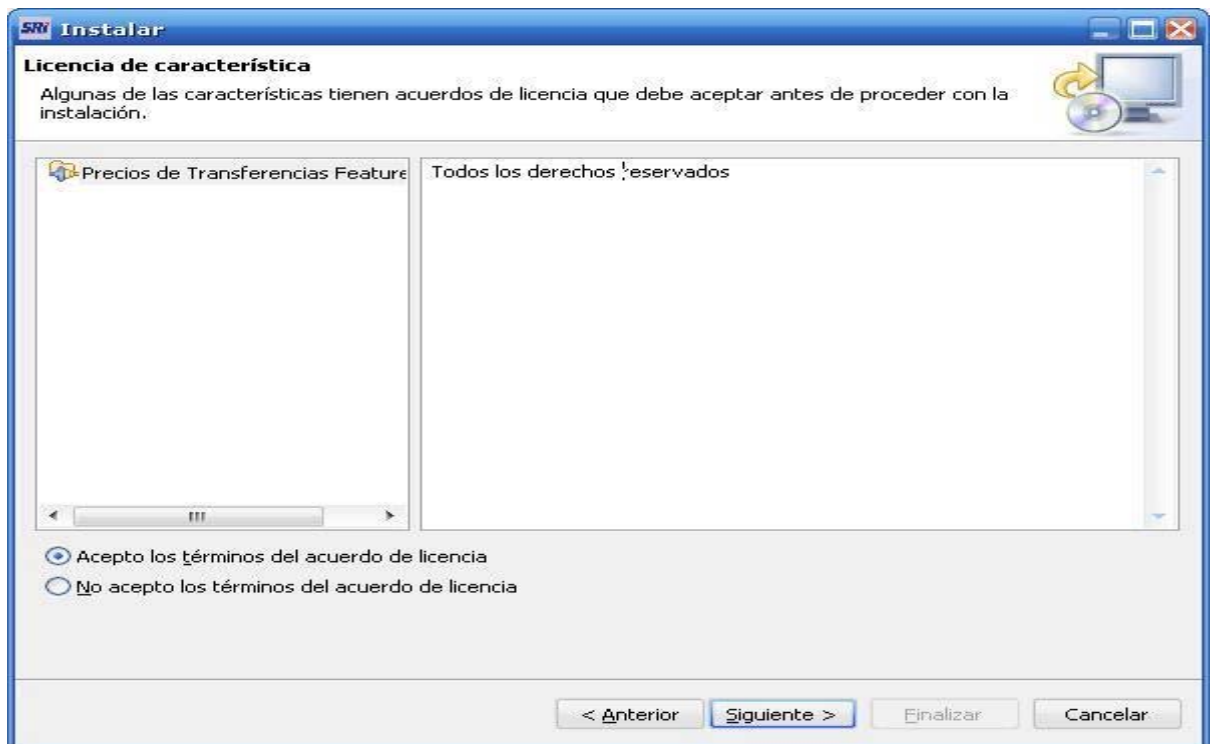 SRi Instalar
Licencia de característica
Algunas de las características tienen acuerdos de licencia que debe aceptar antes de proceder con la
instalación.
Precios de Transferencias Feature
Todos los derechos reservados
Acepto los términos del acuerdo de licencia
No acepto los términos del acuerdo de licencia
< Anterior
Siguiente >
Finalizar
Cancelar